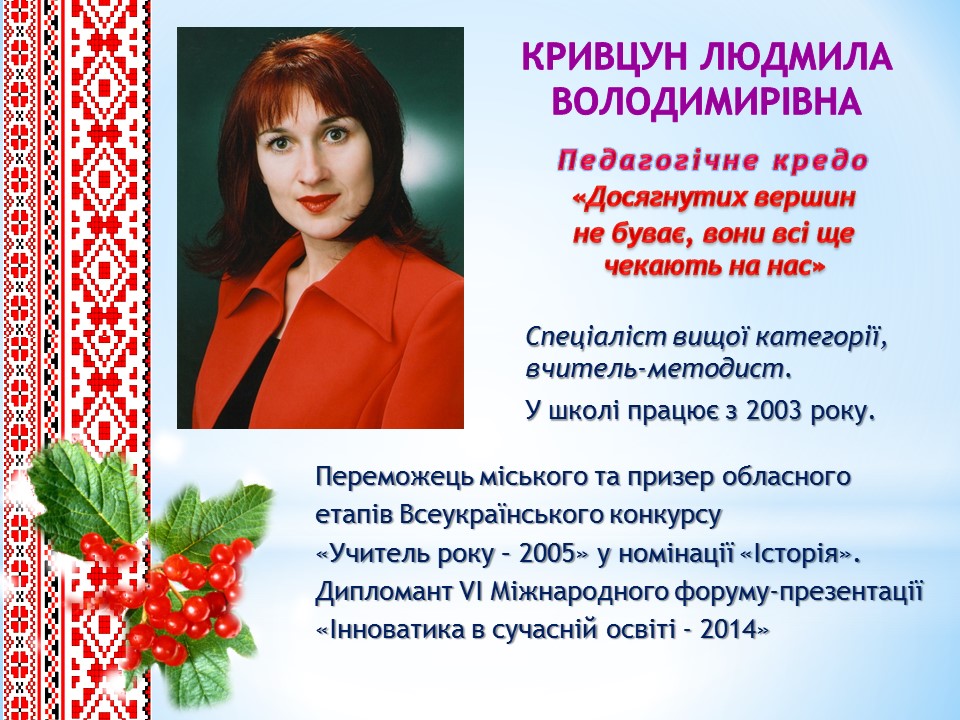 КРИВЦУН ЛЮДМИЛА
ВОЛОДИМИРІВНА
Педагогічне кредо
«Досягнутих вершин
не буває, вони всі ще
чекають на нас»
Спеціаліст вищої категорії,
вчитель-методист.
У школі працює з 2003 року.
Переможець міського та призер обласного
етапів Всеукраїнського конкурсу
«Учитель року – 2005» у номінації «Історія».
Дипломант VI Міжнародного форуму-презентації
«Інноватика в сучасній освіті - 2014»